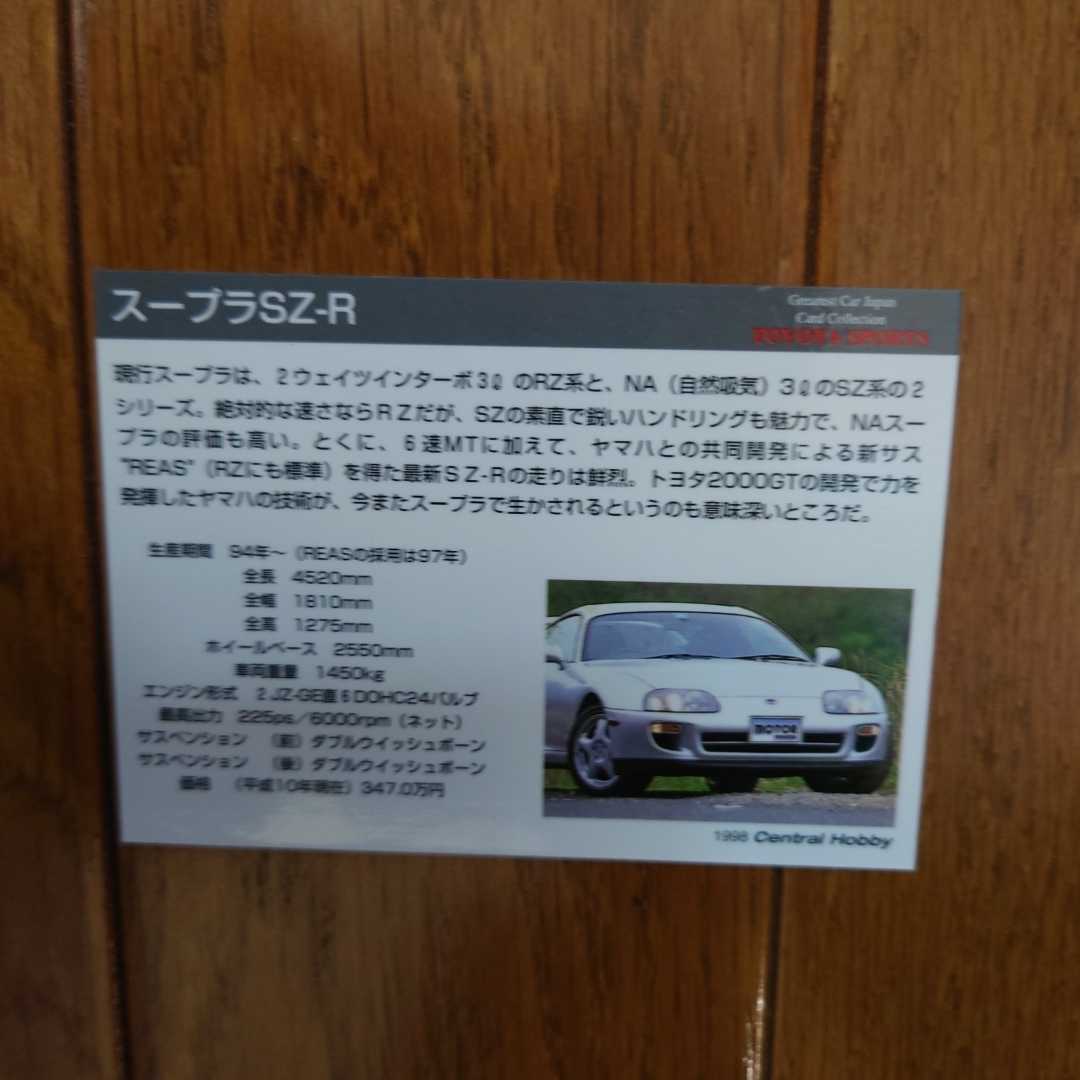 スープラSZ-R
Greatest Car Japan
Card Collection
TOYOTA SPORTS
現行スープラは、2ウェイツインターボ3ℓのRZ系と、NA（自然吸気）3ℓのSZ系の2
シリーズ。絶対的な速さならRZだが、SZの素直で鋭いハンドリングも魅力で、NAスー
プラの評価も高い。とくに、6速MTに加えて、ヤマハとの共同開発による新サス
"REAS"（RZにも標準）を得た最新SZ-Rの走りは鮮烈。トヨタ2000GTの開発で力を
発揮したヤマハの技術が、今またスープラで生かされるというのも意味深いところだ。
生産期間　94年～（REASの採用は97年）
全長　4520mm
全幅　1810mm
全高　1275mm
ホイールベース　2550mm
車両重量　1450kg
エンジン形式　2JZ-GE直6DOHC24バルブ
最高出力　225ps／6000rpm（ネット）
サスペンション　（前）ダブルウイッシュボーン
サスペンション　（後）ダブルウイッシュボーン
価格　（平成10年現在）347.0万円
MOTOR
1998 Central Hobby